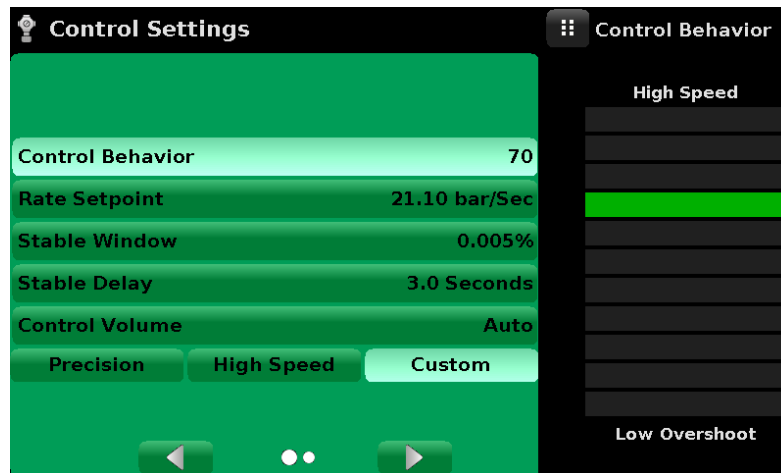 Control Settings
Control Behavior 70
Rate Setpoint 21.10 bar/Sec
Stable Window 0.005%
Stable Delay 3.0 Seconds
Control Volume Auto
Precision High Speed Custom
Control Behavior
High Speed
Low Overshoot